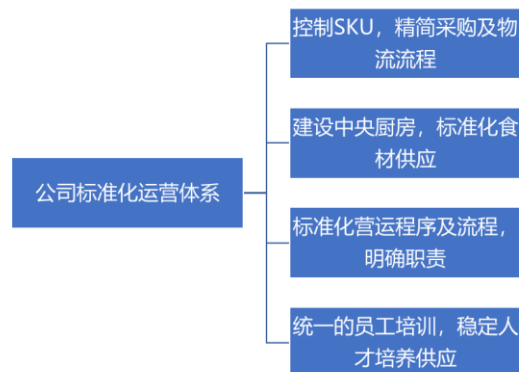 控制SKU，精简采购及物
流流程
建设中央厨房，标准化食
材供应
公司标准化运营体系
标准化营运程序及流程，
明确职责
统一的员工培训，稳定人
才培养供应